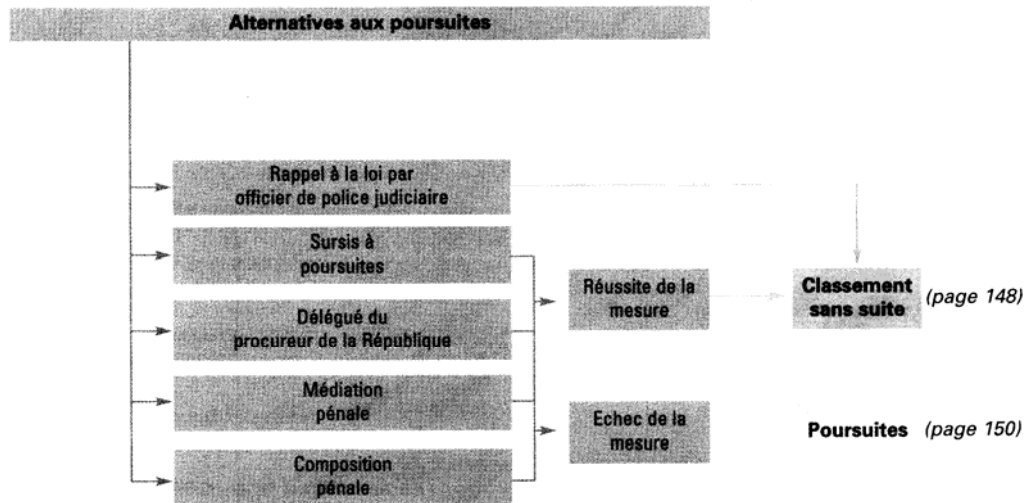 Alternatives aux poursuites
Rappel à la loi par
officier de police judiciaire
Sursis à
poursuites
Délégué du
procureur de la République
Médiation
pénale
Composition
pénale
Réussite de la
mesure
Echec de la
mesure
Classement
sans suite
(page 148)
Poursuites (page 150)